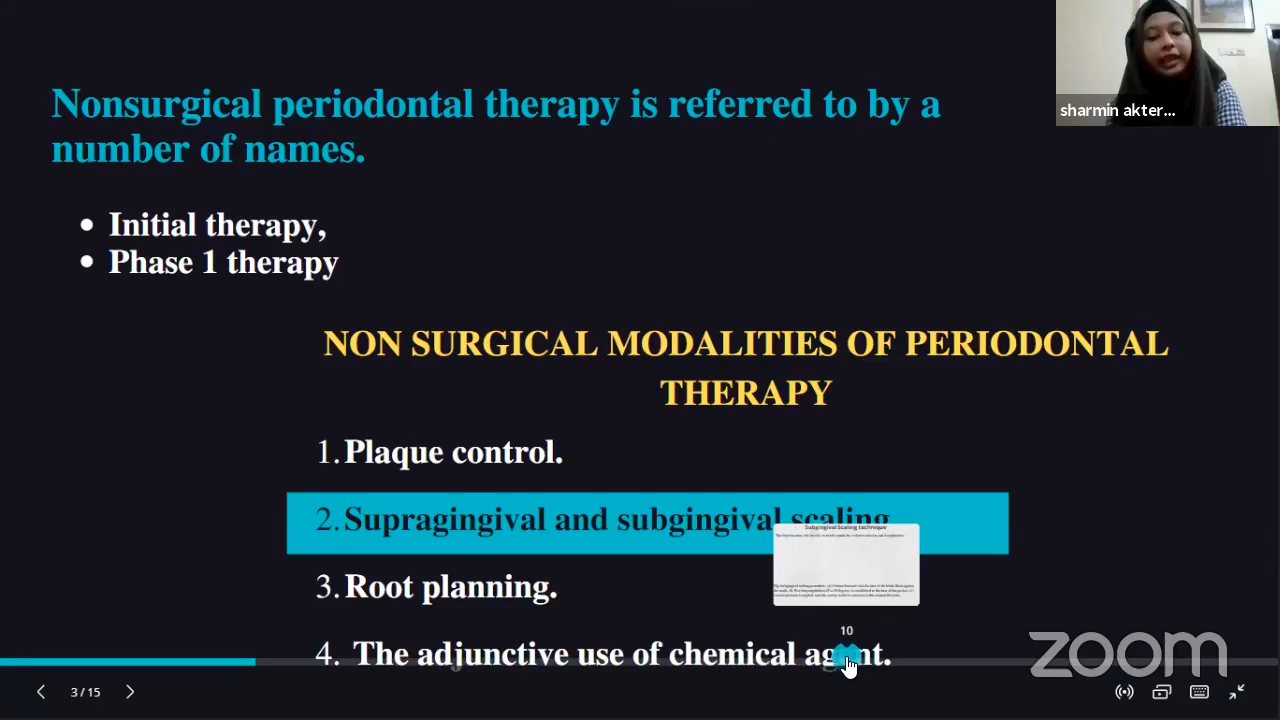 Nonsurgical periodontal therapy is referred to by a
number of names.
sharmin akter...
• Initial therapy,
• Phase 1 therapy
NON SURGICAL MODALITIES OF PERIODONTAL
THERAPY
1. Plaque control.
2. Supragingival and subgingival scaling
Subgingival Scaling technique
3. Root planning.
10
4. The adjunctive use of chemical agent.
zoom
3 / 15